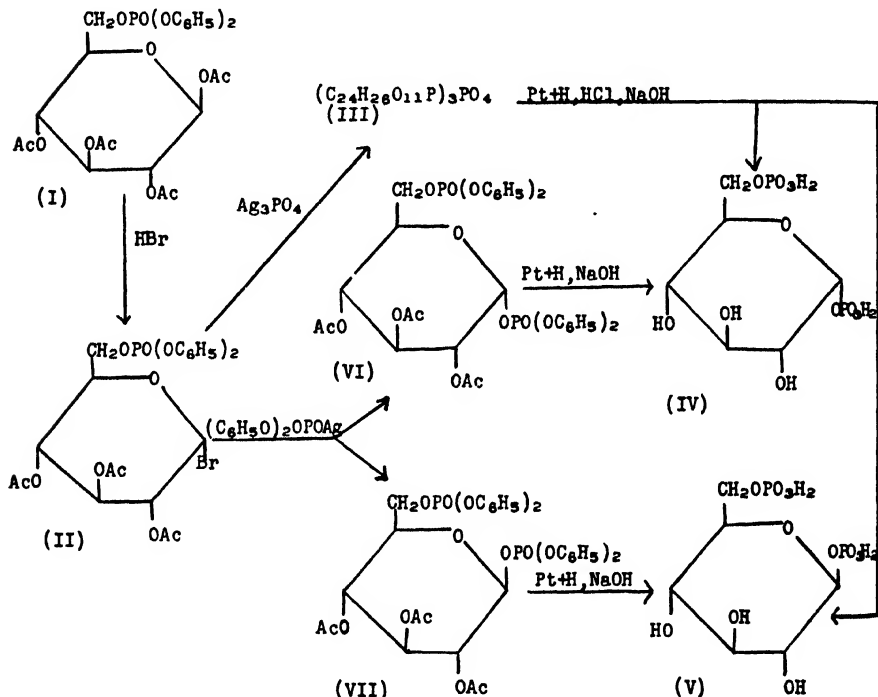 CH2OPO(OC6H5)2
O
OAc
AcO
OAc
OAc
(I)
HBr
Ag3PO4
(C24H26O11P)3PO4
(III)
Pt+H,HCl,NaOH
CH2OPO(OC6H5)2
O
AcO
OAc
OPO(OC6H5)2
OAc
(VI)
Pt+H,NaOH
CH2OPO3H2
O
HO
OH
OPO3H2
OH
(IV)
CH2OPO(OC6H5)2
O
AcO
OAc
Br
OAc
(II)
(C6H5O)2OPOAg
CH2OPO(OC6H5)2
O
OPO(OC6H5)2
AcO
OAc
OAc
(VII)
Pt+H,NaOH
CH2OPO3H2
O
OPO3H2
HO
OH
OH
(V)